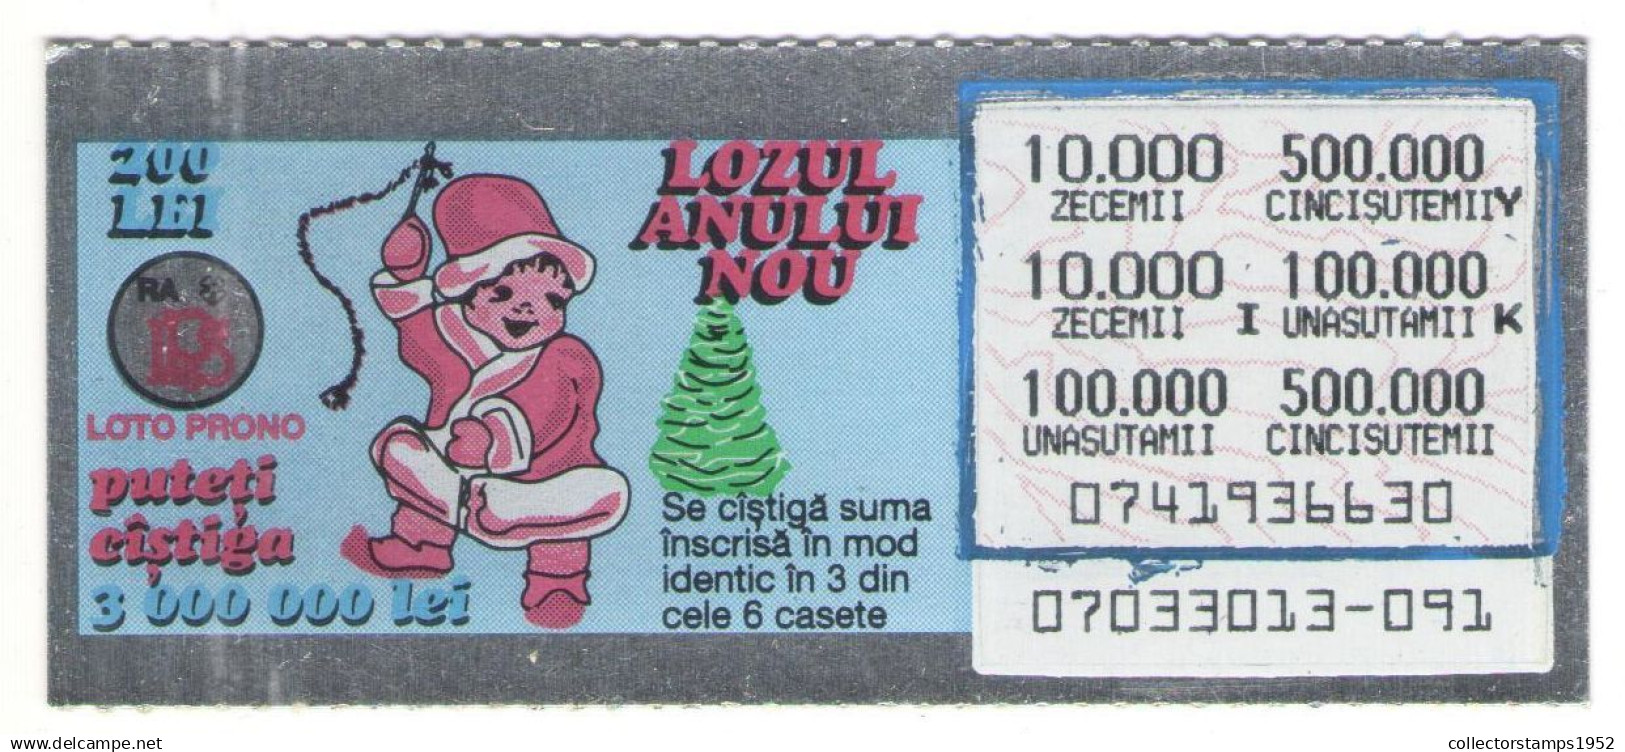 200
LEI
RA
LOTO PRONO
puteți
cîștiga
3 000 000 lei
LOZUL
ANULUI
NOU
Se cîștigă suma
înscrisă în mod
identic în 3 din
cele 6 casete
10.000 500.000
ZECEMII CINCIȘUTEMII Y
10.000 100.000
ZECEMII I UNASUTAMII K
100.000 500.000
UNASUTAMII CINCIȘUTEMII
0741936630
07033013-091
www.delcampe.net
collectorstamps1952